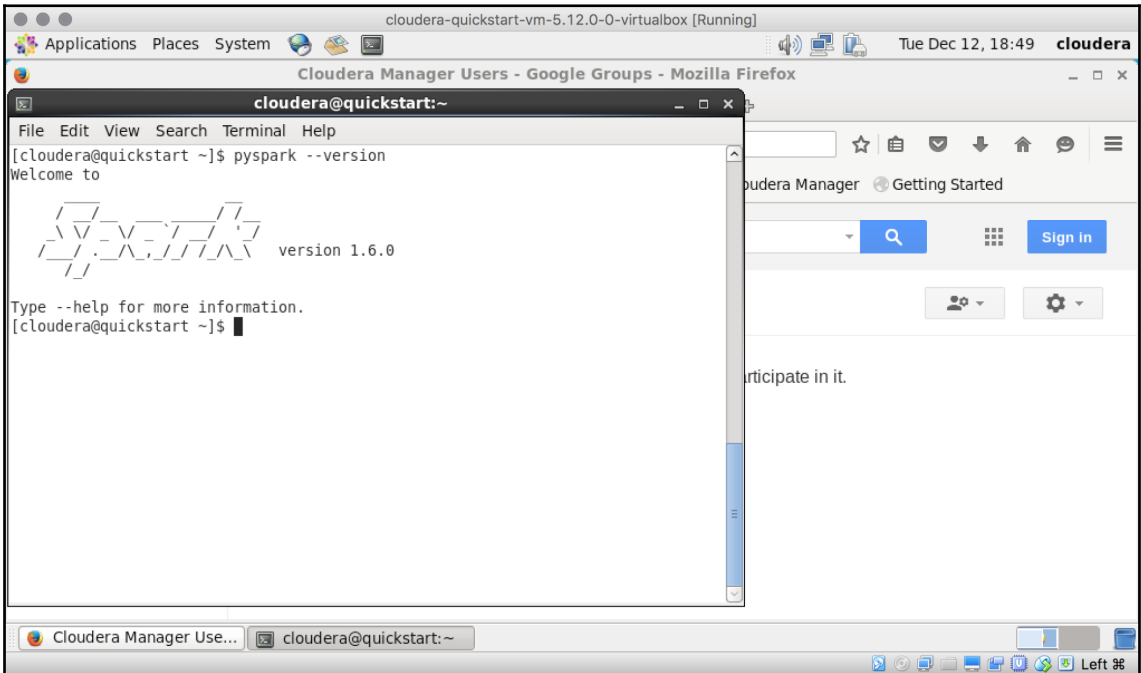 cloudera-quickstart-vm-5.12.0-0-virtualbox [Running]
Applications Places System Tue Dec 12, 18:49 cloudera
Cloudera Manager Users - Google Groups - Mozilla Firefox
cloudera@quickstart:~
File Edit View Search Terminal Help
[cloudera@quickstart ~]$ pyspark --version
Welcome to
Spark version 1.6.0
Type --help for more information.
[cloudera@quickstart ~]$
oudera Manager Getting Started
Sign in
articipate in it.
Cloudera Manager Use... cloudera@quickstart:~
Left ⌘